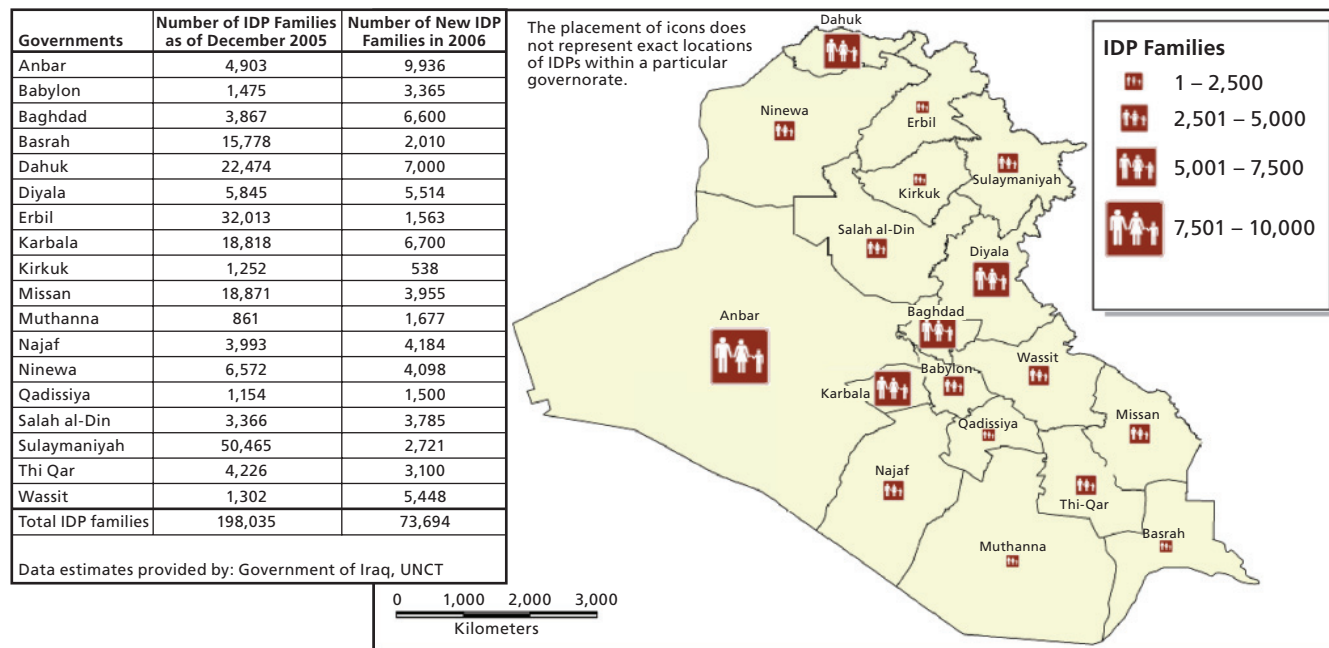 Governments Number of IDP Families as of December 2005 Number of New IDP Families in 2006
Anbar 4,903 9,936
Babylon 1,475 3,365
Baghdad 3,867 6,600
Basrah 15,778 2,010
Dahuk 22,474 7,000
Diyala 5,845 5,514
Erbil 32,013 1,563
Karbala 18,818 6,700
Kirkuk 1,252 538
Missan 18,871 3,955
Muthanna 861 1,677
Najaf 3,993 4,184
Ninewa 6,572 4,098
Qadissiya 1,154 1,500
Salah al-Din 3,366 3,785
Sulaymaniyah 50,465 2,721
Thi Qar 4,226 3,100
Wassit 1,302 5,448
Total IDP families 198,035 73,694
Data estimates provided by: Government of Iraq, UNCT
The placement of icons does
not represent exact locations
of IDPs within a particular
governorate.
Dahuk
Ninewa
Erbil
Kirkuk
Sulaymaniyah
Salah al-Din
Diyala
Anbar
Baghdad
Wassit
Karbala
Babylon
Missan
Qadissiya
Najaf
Thi-Qar
Basrah
Muthanna
IDP Families
1 – 2,500
2,501 – 5,000
5,001 – 7,500
7,501 – 10,000
0 1,000 2,000 3,000
Kilometers